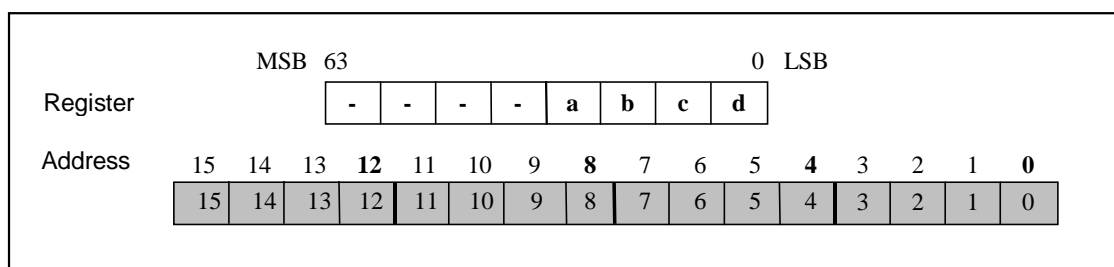 MSB 63 0 LSB
Register - - - - a b c d
Address 15 14 13 12 11 10 9 8 7 6 5 4 3 2 1 0
15 14 13 12 11 10 9 8 7 6 5 4 3 2 1 0